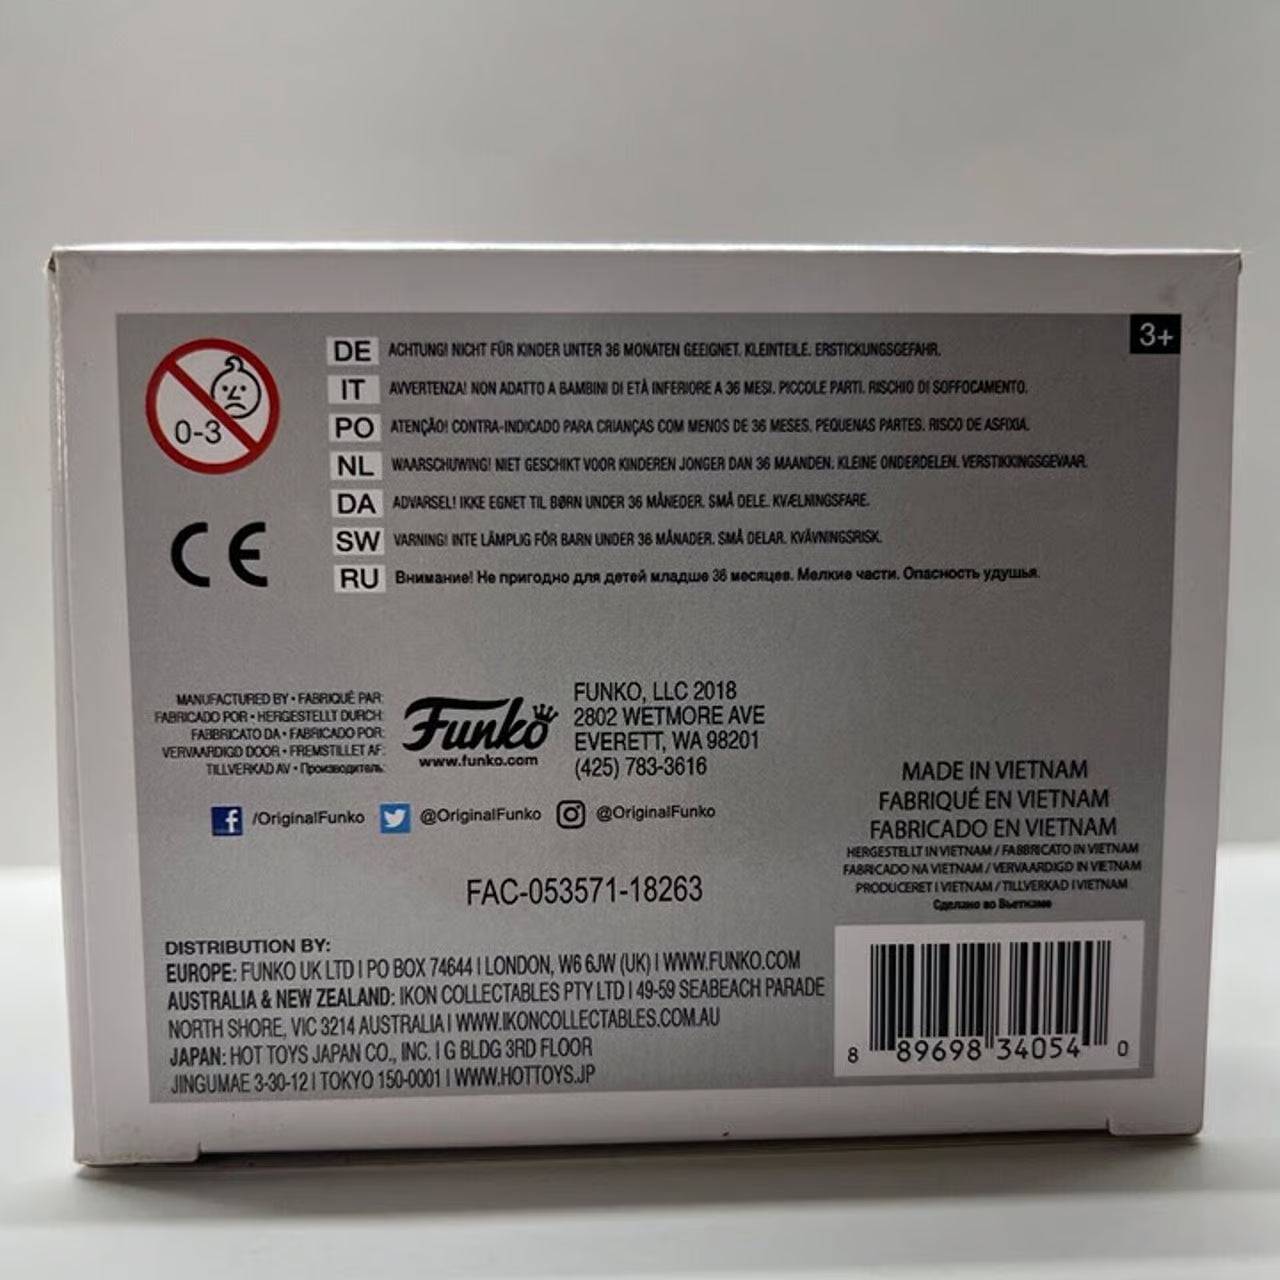 3+
0-3
CE
DE ACHTUNG! NICHT FÜR KINDER UNTER 36 MONATEN GEEIGNET. KLEINTEILE. ERSTICKUNGSGEFAHR.
IT AVVERTENZA! NON ADATTO A BAMBINI DI ETÀ INFERIORE A 36 MESI. PICCOLE PARTI. RISCHIO DI SOFFOCAMENTO.
PO ATENÇÃO! CONTRA-INDICADO PARA CRIANÇAS COM MENOS DE 36 MESES. PEQUENAS PARTES. RISCO DE ASFIXIA.
NL WAARSCHUWING! NIET GESCHIKT VOOR KINDEREN JONGER DAN 36 MAANDEN. KLEINE ONDERDELEN. VERSTIKKINGSGEVAAR.
DA ADVARSEL! IKKE EGNET TIL BØRN UNDER 36 MÅNEDER. SMÅ DELE. KVÆLNINGSFARE.
SW VARNING! INTE LÄMPLIG FÖR BARN UNDER 36 MÅNADER. SMÅ DELAR. KVÄVNINGSRISK.
RU Внимание! Не пригодно для детей младше 36 месяцев. Мелкие части. Опасность удушья.
MANUFACTURED BY • FABRIQUÉ PAR:
FABRICADO POR • HERGESTELLT DURCH:
FABBRICATO DA • FABRICADO POR:
VERVAARDIGD DOOR • FREMSTILLET AF:
TILLVERKAD AV • Производитель:
Funko
www.funko.com
FUNKO, LLC 2018
2802 WETMORE AVE
EVERETT, WA 98201
(425) 783-3616
/OriginalFunko @OriginalFunko @OriginalFunko
MADE IN VIETNAM
FABRIQUÉ EN VIETNAM
FABRICADO EN VIETNAM
HERGESTELLT IN VIETNAM / FABBRICATO IN VIETNAM
FABRICADO NA VIETNAM / VERVAARDIGD IN VIETNAM
PRODUCERET I VIETNAM / TILLVERKAD I VIETNAM
Сделано во Вьетнаме
FAC-053571-18263
DISTRIBUTION BY:
EUROPE: FUNKO UK LTD | PO BOX 74644 | LONDON, W6 6JW (UK) | WWW.FUNKO.COM
AUSTRALIA & NEW ZEALAND: IKON COLLECTABLES PTY LTD | 49-59 SEABEACH PARADE
NORTH SHORE, VIC 3214 AUSTRALIA | WWW.IKONCOLLECTABLES.COM.AU
JAPAN: HOT TOYS JAPAN CO., INC. | G BLDG 3RD FLOOR
JINGUMAE 3-30-12 | TOKYO 150-0001 | WWW.HOTTOYS.JP
8 89698 34054 0